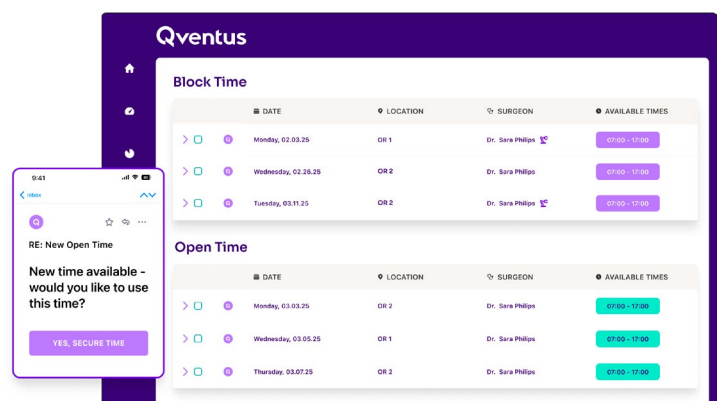 Qventus
Block Time
DATE LOCATION SURGEON AVAILABLE TIMES
Q Monday, 02.03.25 OR 1 Dr. Sara Philips 07:00 - 17:00
Q Wednesday, 02.26.25 OR 2 Dr. Sara Philips 07:00 - 17:00
Q Tuesday, 03.11.25 OR 2 Dr. Sara Philips 07:00 - 17:00
Open Time
DATE LOCATION SURGEON AVAILABLE TIMES
Q Monday, 03.03.25 OR 2 Dr. Sara Philips 07:00 - 17:00
Q Wednesday, 03.05.25 OR 1 Dr. Sara Philips 07:00 - 17:00
Q Thursday, 03.07.25 OR 2 Dr. Sara Philips 07:00 - 17:00
9:41
Inbox
Q
RE: New Open Time
New time available -
would you like to use
this time?
YES, SECURE TIME